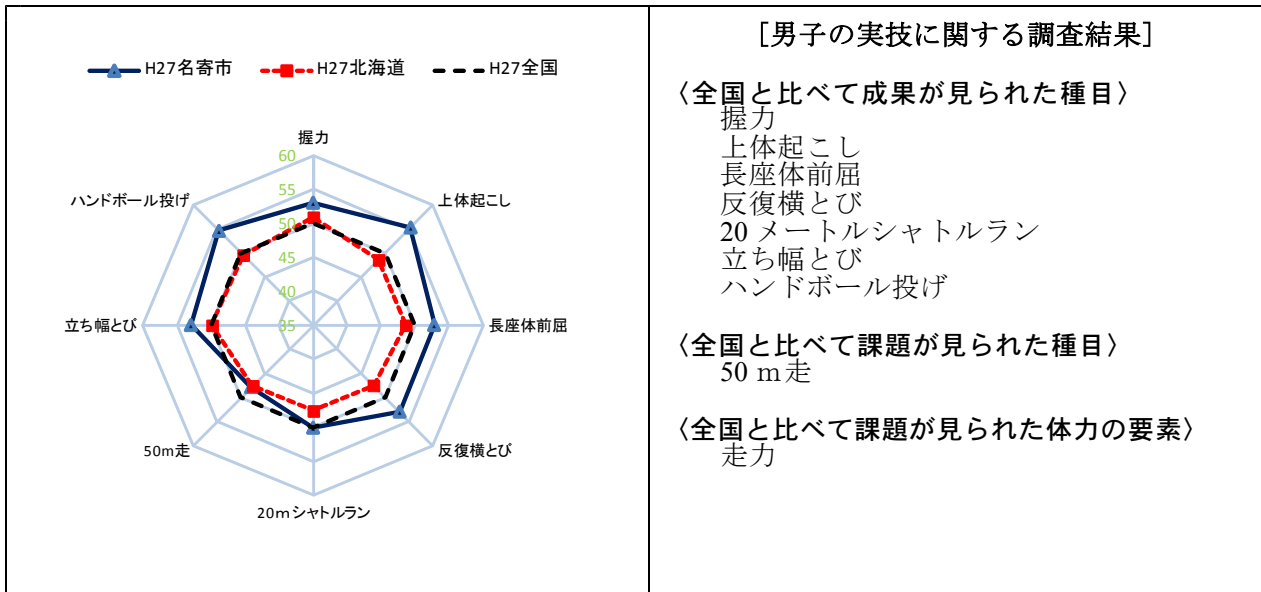 H27名寄市
H27北海道
H27全国
握力
60
55
50
45
40
35
上体起こし
長座体前屈
反復横とび
20mシャトルラン
50m走
立ち幅とび
ハンドボール投げ
［男子の実技に関する調査結果］
〈全国と比べて成果が見られた種目〉
握力
上体起こし
長座体前屈
反復横とび
20メートルシャトルラン
立ち幅とび
ハンドボール投げ
〈全国と比べて課題が見られた種目〉
50ｍ走
〈全国と比べて課題が見られた体力の要素〉
走力